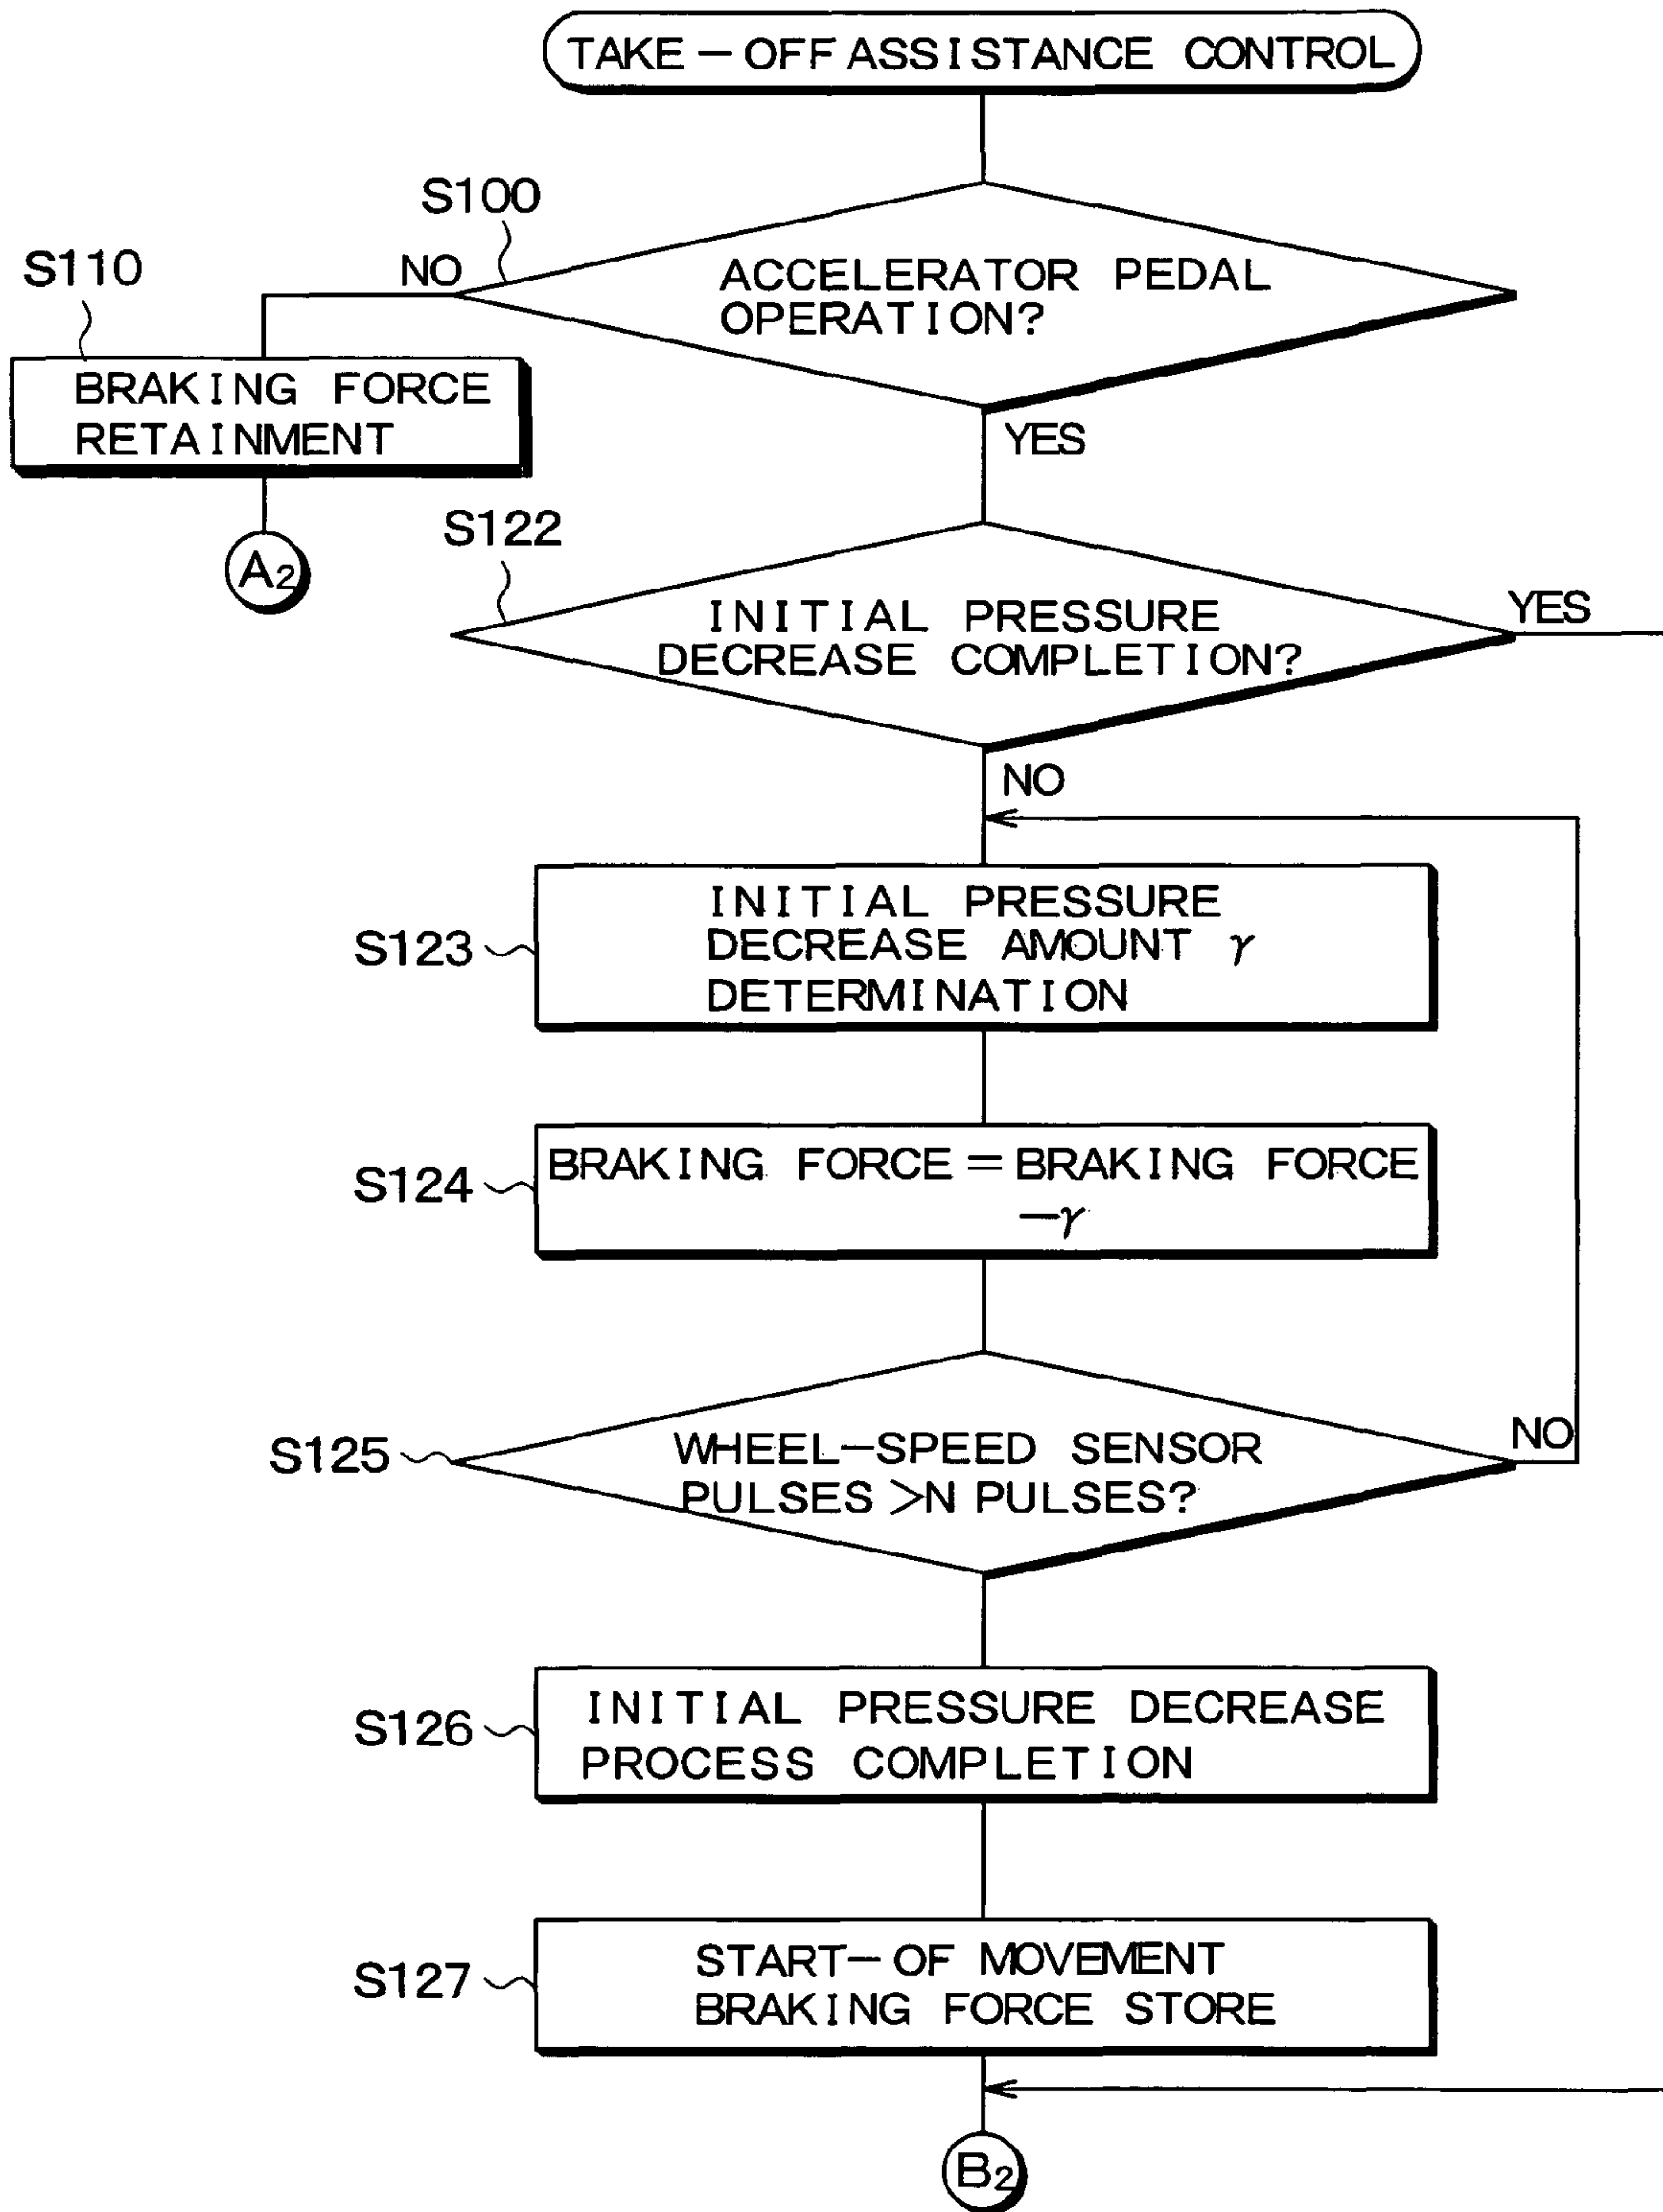 TAKE-OFF ASSISTANCE CONTROL
S100
NO
ACCELERATOR PEDAL
OPERATION?
S110
BRAKING FORCE
RETAINMENT
A2
YES
S122
INITIAL PRESSURE
DECREASE COMPLETION?
YES
NO
S123
INITIAL PRESSURE
DECREASE AMOUNT γ
DETERMINATION
S124
BRAKING FORCE = BRAKING FORCE
-γ
S125
WHEEL-SPEED SENSOR
PULSES >N PULSES?
NO
S126
INITIAL PRESSURE DECREASE
PROCESS COMPLETION
S127
START-OF MOVEMENT
BRAKING FORCE STORE
B2